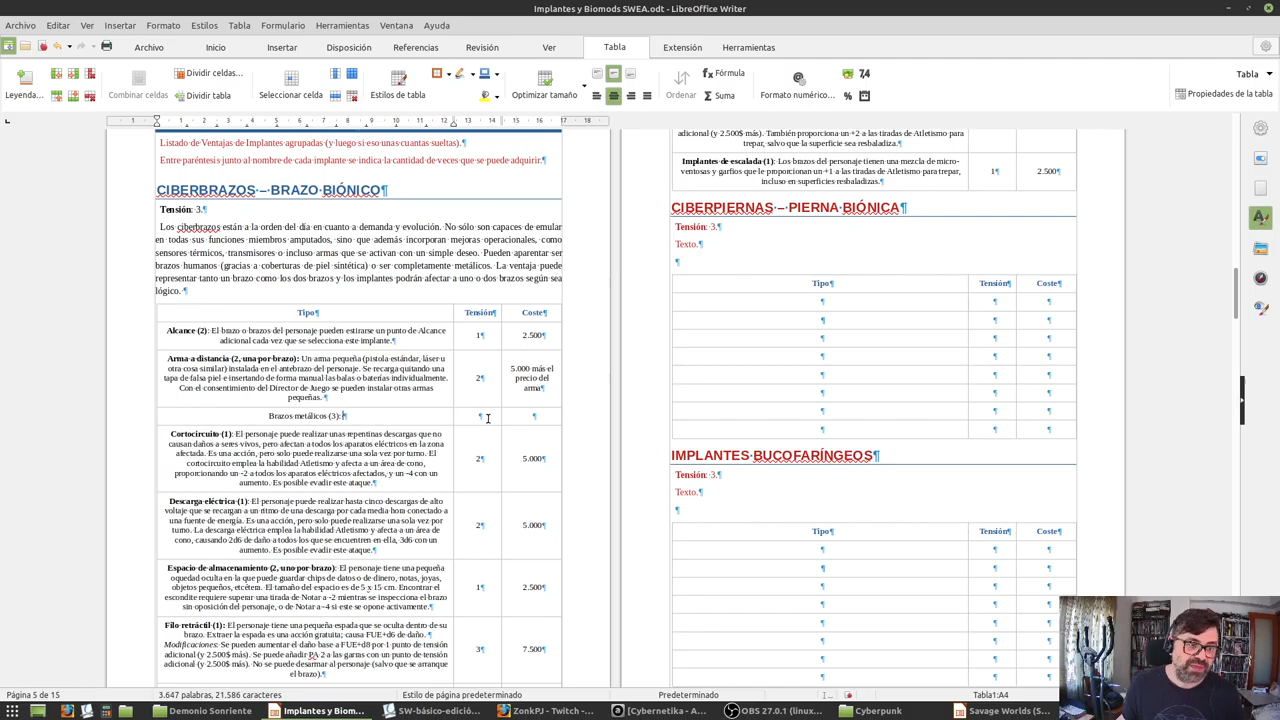 Implantes y Biomods SWEA.odt - LibreOffice Writer
Archivo Editar Ver Insertar Formato Estilos Tabla Formulario Herramientas Ventana Ayuda
Archivo Inicio Insertar Disposición Referencias Revisión Ver Tabla Extensión Herramientas
Dividir celdas... Fórmula Tabla
Leyenda... Combinar celdas Dividir tabla Seleccionar celda Estilos de tabla Optimizar tamaño Ordenar Suma Formato numérico... Propiedades de la tabla
Listado de Ventajas de Implantes agrupadas (y luego si eso unas cuantas sueltas).¶
Entre paréntesis junto al nombre de cada implante se indica la cantidad de veces que se puede adquirir.¶
CIBERBRAZOS – BRAZO BIÓNICO¶
Tensión: 3.¶
Los ciberbrazos están a la orden del día en cuanto a demanda y evolución. No sólo son capaces de emular
en todas sus funciones miembros amputados, sino que además incorporan mejoras operacionales, como
sensores térmicos, transmisores o incluso armas que se activan con un simple deseo. Pueden aparentar ser
brazos humanos (gracias a coberturas de piel sintética) o ser completamente metálicos. La ventaja puede
representar tanto un brazo como los dos brazos y los implantes podrán afectar a uno o dos brazos según sea
lógico. ¶
Tipo¶ Tensión¶ Coste¶
Alcance (2): El brazo o brazos del personaje pueden estirarse un punto de Alcance
adicional cada vez que se selecciona este implante.¶
1¶ 2.500¶
Arma a distancia (2, una por brazo): Un arma pequeña (pistola estándar, láser u
otra cosa similar) instalada en el antebrazo del personaje. Se recarga quitando una
tapa de falsa piel e insertando de forma manual las balas o baterías individualmente.
Con el consentimiento del Director de Juego se pueden instalar otras armas
pequeñas. ¶
2¶
5.000 más el
precio del
arma¶
Brazos metálicos (3):¶ ¶ ¶
Cortocircuito (1): El personaje puede realizar unas repentinas descargas que no
causan daños a seres vivos, pero afectan a todos los aparatos eléctricos en la zona
afectada. Es una acción, pero solo puede realizarse una sola vez por turno. El
cortocircuito emplea la habilidad Atletismo y afecta a un área de cono,
proporcionando un -2 a todos los aparatos eléctricos afectados, y un -4 con un
aumento. Es posible evadir este ataque.¶
2¶ 5.000¶
Descarga eléctrica (1): El personaje puede realizar hasta cinco descargas de alto
voltaje que se recargan a un ritmo de una descarga por cada media hora conectado a
una fuente de energía. Es una acción, pero solo puede realizarse una sola vez por
turno. La descarga eléctrica emplea la habilidad Atletismo y afecta a un área de
cono, causando 2d6 de daño a todos los que se encuentren en ella, 3d6 con un
aumento. Es posible evadir este ataque.¶
2¶ 5.000¶
Espacio de almacenamiento (2, uno por brazo): El personaje tiene una pequeña
oquedad oculta en la que puede guardar chips de datos o de dinero, notas, joyas,
objetos pequeños, etcétera. El tamaño del espacio es de 5 x 15 cm. Encontrar el
escondite requiere superar una tirada de Notar a -2 mientras se inspecciona el brazo
sin oposición del personaje, o de Notar a -4 si este se opone activamente.¶
1¶ 2.500¶
Filo retráctil (1): El personaje tiene una pequeña espada que se oculta dentro de su
brazo. Extraer la espada es una acción gratuita; causa FUE+d6 de daño. ¶
Modificaciones: Se pueden aumentar el daño base a FUE+d8 por 1 punto de tensión
adicional (y 2.500$ más). Se puede añadir PA 2 a las garras con un punto de tensión
adicional (y 2.500$ más). No se puede desarmar al personaje (salvo que se arranque
el brazo).¶
3¶ 7.500¶
adicional (y 2.500$ más). También proporciona un +2 a las tiradas de Atletismo para
trepar, salvo que la superficie sea resbaladiza.¶
Implantes de escalada (1): Los brazos del personaje tienen una mezcla de micro-
ventosas y garfios que le proporcionan un +1 a las tiradas de Atletismo para trepar,
incluso en superficies resbaladizas.¶
1¶ 2.500¶
CIBERPIERNAS – PIERNA BIÓNICA¶
Tensión: 3.¶
Texto.¶
¶
Tipo¶ Tensión¶ Coste¶
IMPLANTES BUCOFARÍNGEOS¶
Tensión: 3.¶
Texto.¶
¶
Tipo¶ Tensión¶ Coste¶
Página 5 de 15 3.647 palabras, 21.586 caracteres Estilo de página predeterminado Predeterminado Tabla1:A4
Demonio Sonriente Implantes y Biom... SW-básico-edició... ZonkPJ - Twitch - ... [Cybernetika - A... OBS 27.0.1 (linux... Cyberpunk Savage Worlds (S...